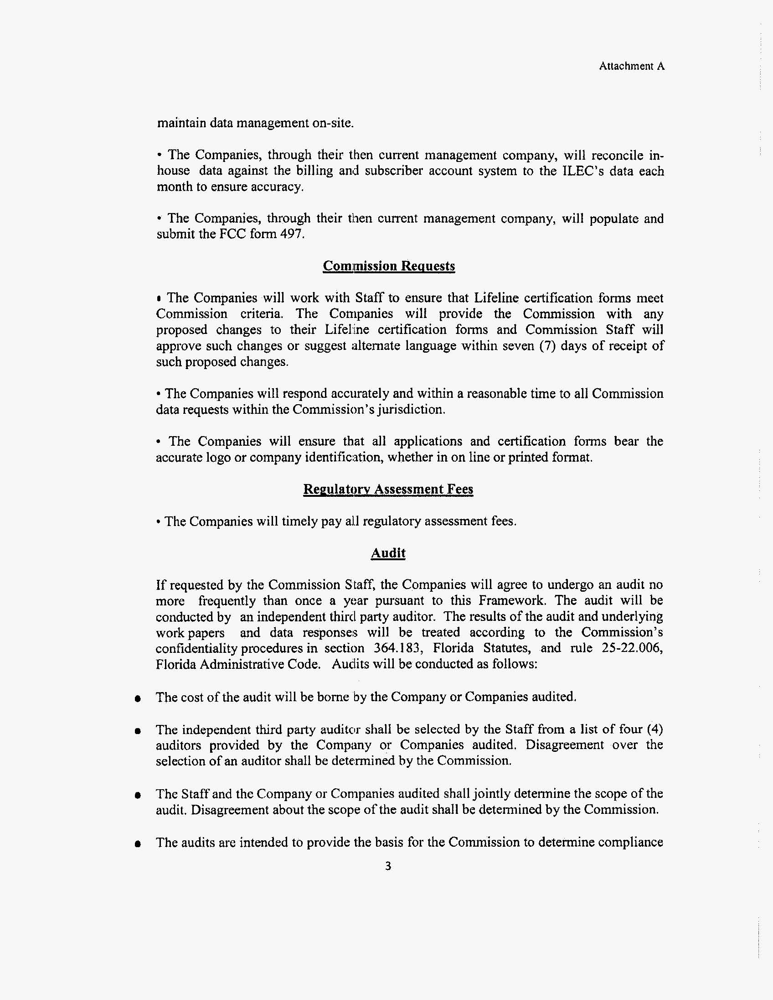 Attachment A
maintain data management on-site.
• The Companies, through their then current management company, will reconcile in-
house data against the billing and subscriber account system to the ILEC's data each
month to ensure accuracy.
• The Companies, through their then current management company, will populate and
submit the FCC form 497.
Commission Requests
• The Companies will work with Staff to ensure that Lifeline certification forms meet
Commission criteria. The Companies will provide the Commission with any
proposed changes to their Lifeline certification forms and Commission Staff will
approve such changes or suggest alternate language within seven (7) days of receipt of
such proposed changes.
• The Companies will respond accurately and within a reasonable time to all Commission
data requests within the Commission's jurisdiction.
• The Companies will ensure that all applications and certification forms bear the
accurate logo or company identification, whether in on line or printed format.
Regulatory Assessment Fees
• The Companies will timely pay all regulatory assessment fees.
Audit
If requested by the Commission Staff, the Companies will agree to undergo an audit no
more frequently than once a year pursuant to this Framework. The audit will be
conducted by an independent third party auditor. The results of the audit and underlying
work papers and data responses will be treated according to the Commission's
confidentiality procedures in section 364.183, Florida Statutes, and rule 25-22.006,
Florida Administrative Code. Audits will be conducted as follows:
• The cost of the audit will be borne by the Company or Companies audited.
• The independent third party auditor shall be selected by the Staff from a list of four (4)
auditors provided by the Company or Companies audited. Disagreement over the
selection of an auditor shall be determined by the Commission.
• The Staff and the Company or Companies audited shall jointly determine the scope of the
audit. Disagreement about the scope of the audit shall be determined by the Commission.
• The audits are intended to provide the basis for the Commission to determine compliance
3